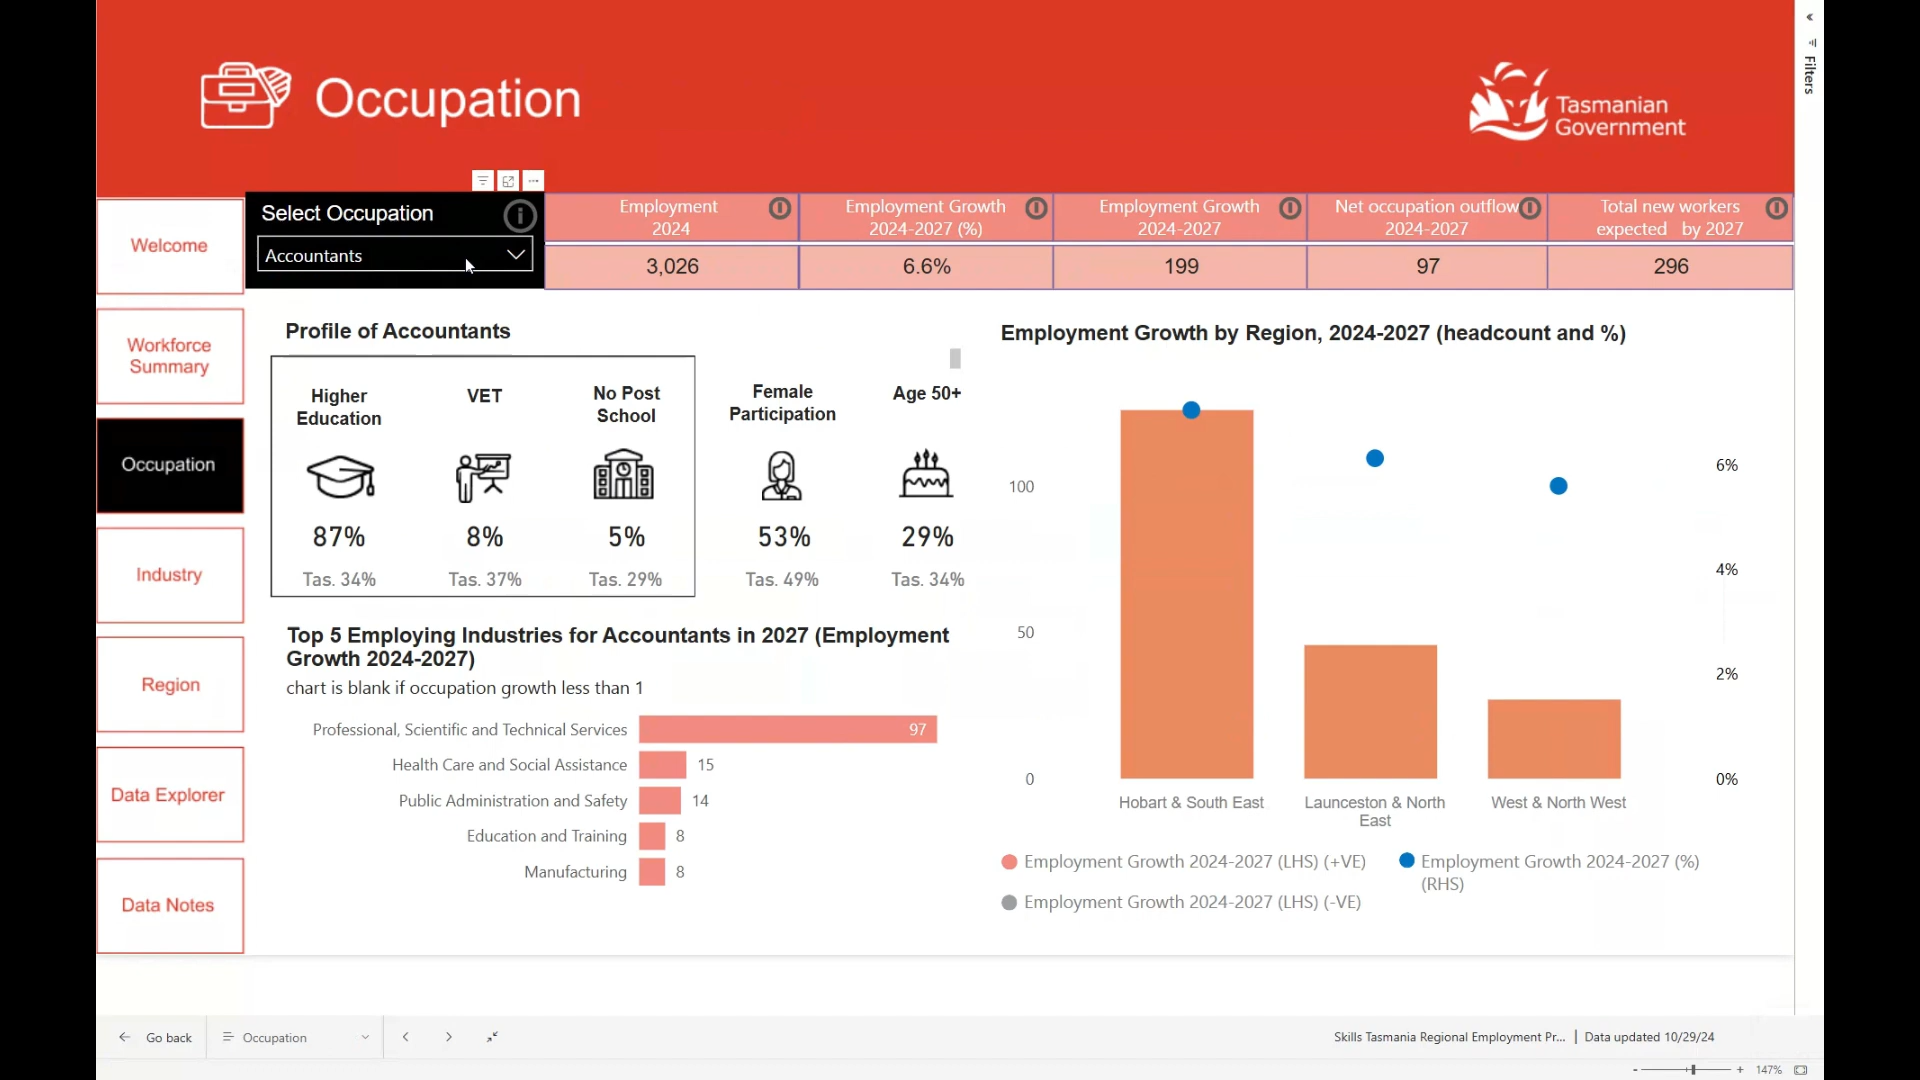 Occupation
Tasmanian
Government
Filters
Select Occupation
Accountants
Employment
2024
3,026
Employment Growth
2024-2027 (%)
6.6%
Employment Growth
2024-2027
199
Net occupation outflow
2024-2027
97
Total new workers
expected by 2027
296
Welcome
Workforce
Summary
Occupation
Industry
Region
Data Explorer
Data Notes
Profile of Accountants
Higher
Education
87%
Tas. 34%
VET
8%
Tas. 37%
No Post
School
5%
Tas. 29%
Female
Participation
53%
Tas. 49%
Age 50+
29%
Tas. 34%
Top 5 Employing Industries for Accountants in 2027 (Employment
Growth 2024-2027)
chart is blank if occupation growth less than 1
Professional, Scientific and Technical Services 97
Health Care and Social Assistance 15
Public Administration and Safety 14
Education and Training 8
Manufacturing 8
Employment Growth by Region, 2024-2027 (headcount and %)
100
50
0
6%
4%
2%
0%
Hobart & South East
Launceston & North
East
West & North West
Employment Growth 2024-2027 (LHS) (+VE)
Employment Growth 2024-2027 (%)
(RHS)
Employment Growth 2024-2027 (LHS) (-VE)
Go back
Occupation
Skills Tasmania Regional Employment Pr... | Data updated 10/29/24
- + 147%